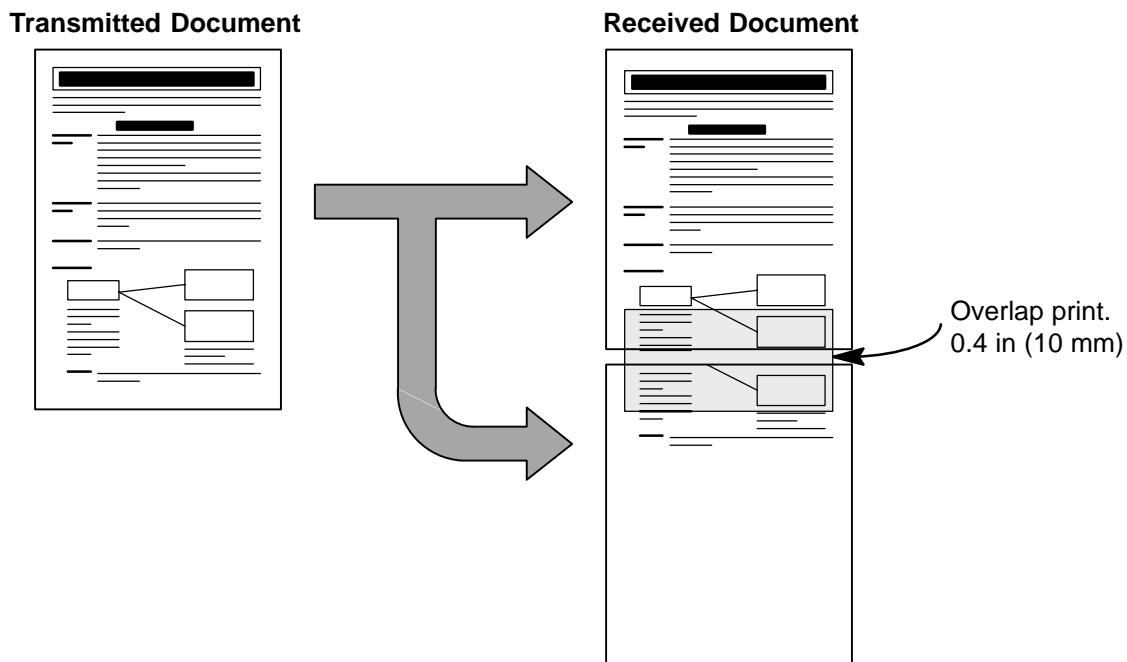 Transmitted Document
Received Document
Overlap print.
0.4 in (10 mm)